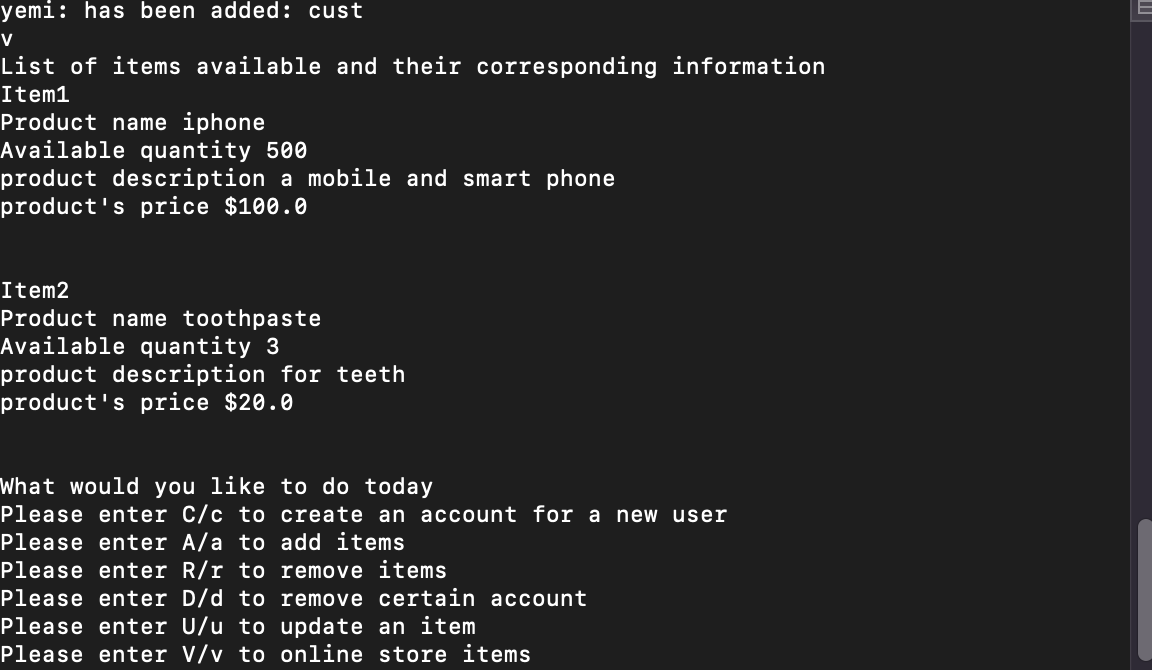 yemi: has been added: cust
v
List of items available and their corresponding information
Item1
Product name iphone
Available quantity 500
product description a mobile and smart phone
product's price $100.0
Item2
Product name toothpaste
Available quantity 3
product description for teeth
product's price $20.0
What would you like to do today
Please enter C/c to create an account for a new user
Please enter A/a to add items
Please enter R/r to remove items
Please enter D/d to remove certain account
Please enter U/u to update an item
Please enter V/v to online store items